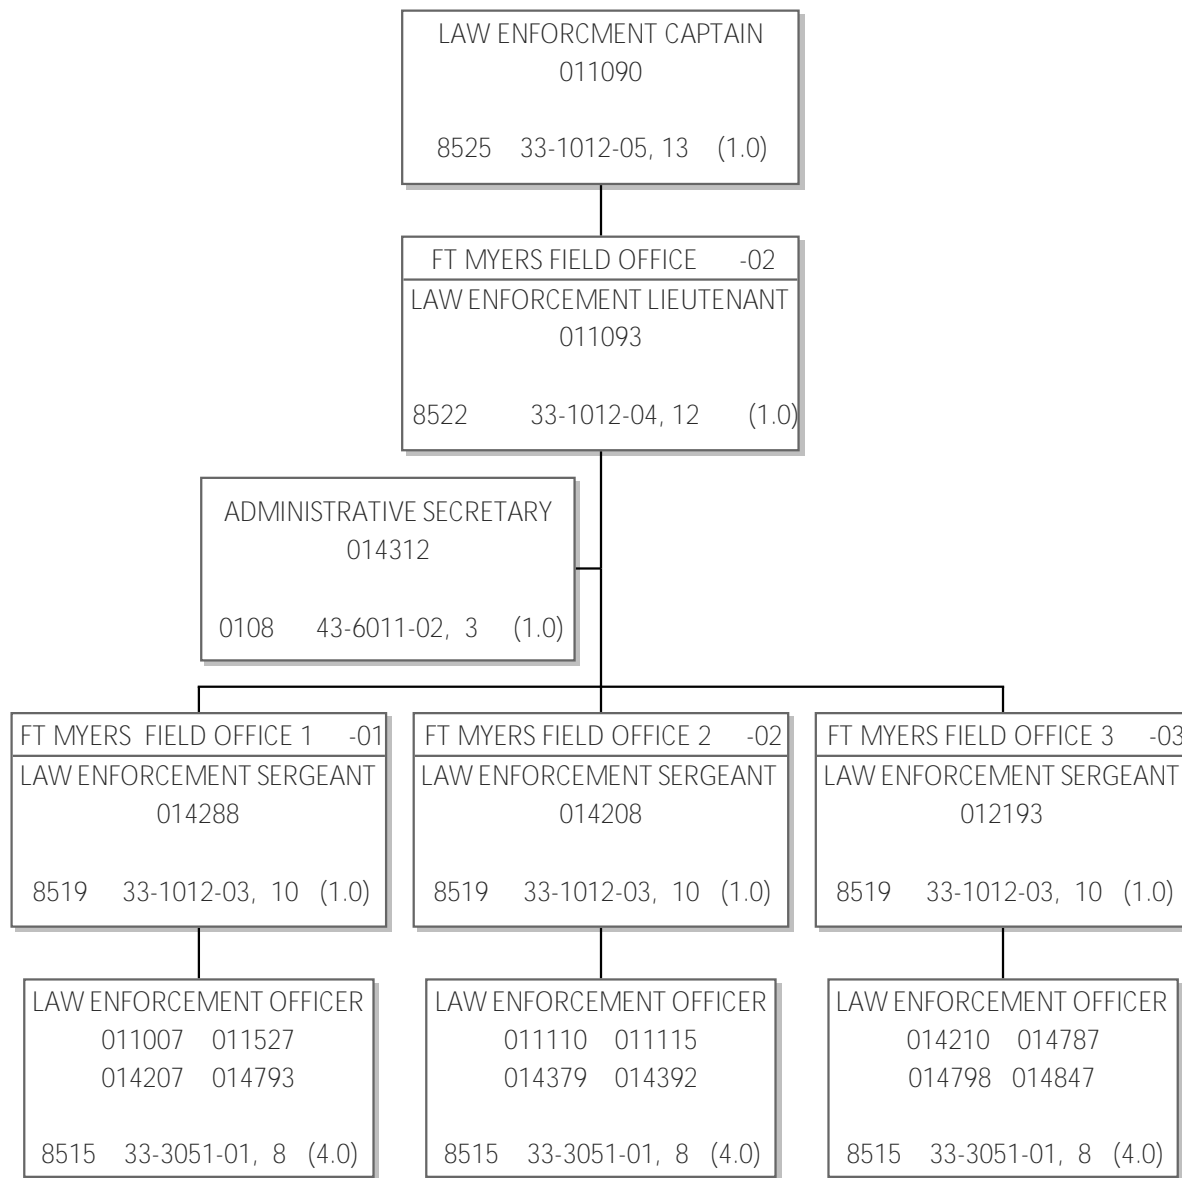 LAW ENFORCMENT CAPTAIN
011090
8525 33-1012-05, 13 (1.0)
FT MYERS FIELD OFFICE -02
LAW ENFORCEMENT LIEUTENANT
011093
8522 33-1012-04, 12 (1.0)
ADMINISTRATIVE SECRETARY
014312
0108 43-6011-02, 3 (1.0)
FT MYERS FIELD OFFICE 1 -01
LAW ENFORCEMENT SERGEANT
014288
8519 33-1012-03, 10 (1.0)
FT MYERS FIELD OFFICE 2 -02
LAW ENFORCEMENT SERGEANT
014208
8519 33-1012-03, 10 (1.0)
FT MYERS FIELD OFFICE 3 -03
LAW ENFORCEMENT SERGEANT
012193
8519 33-1012-03, 10 (1.0)
LAW ENFORCEMENT OFFICER
011007 011527
014207 014793
8515 33-3051-01, 8 (4.0)
LAW ENFORCEMENT OFFICER
011110 011115
014379 014392
8515 33-3051-01, 8 (4.0)
LAW ENFORCEMENT OFFICER
014210 014787
014798 014847
8515 33-3051-01, 8 (4.0)